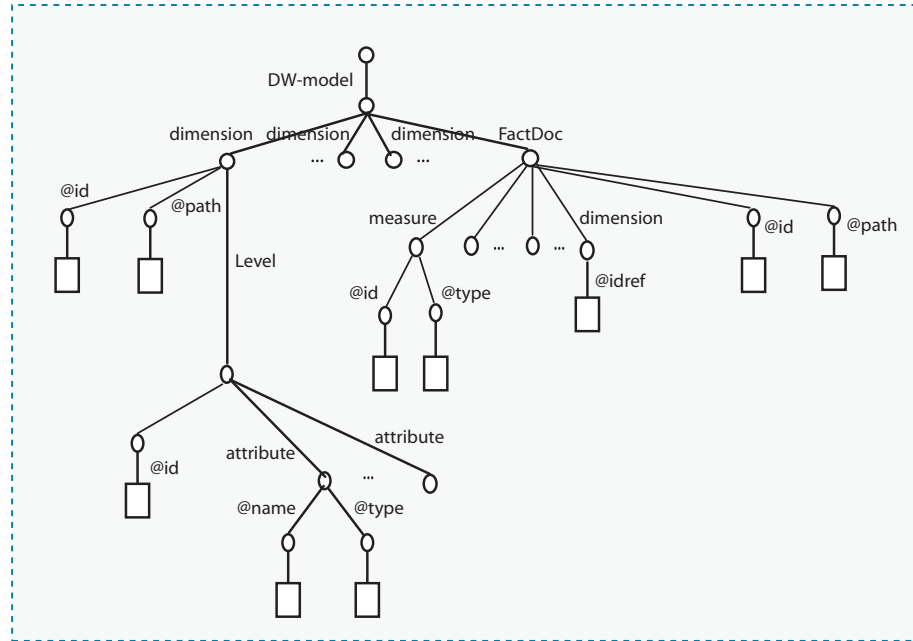 DW-model
dimension dimension dimension FactDoc
... ...
@id @path measure dimension @id @path
Level ... ...
@id @type @idref
attribute attribute
@id ...
@name @type